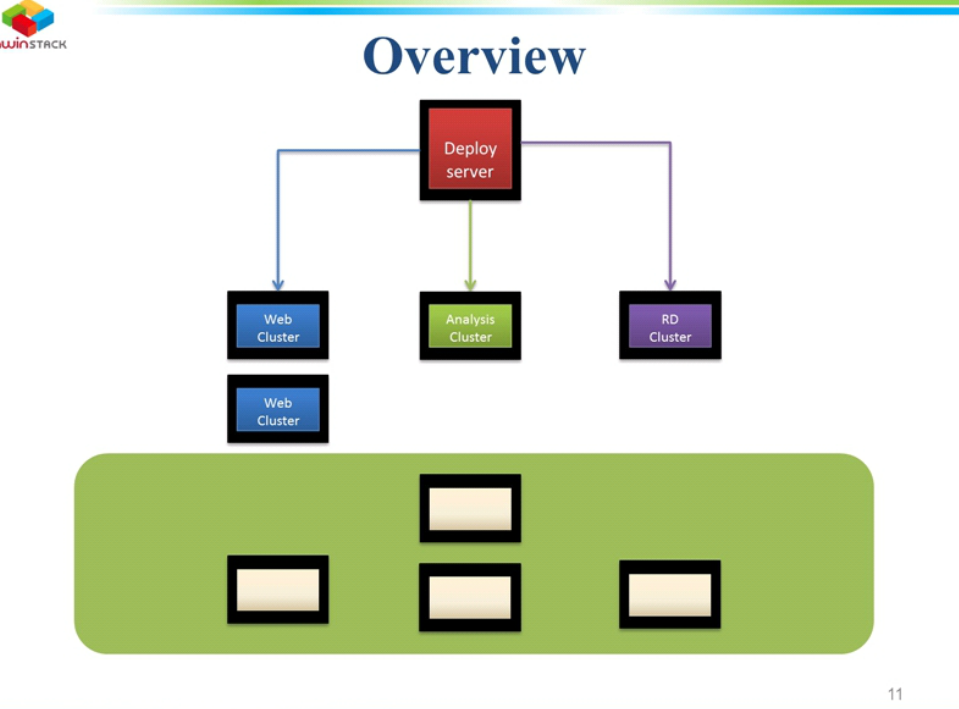 winSTACK
Overview
Deploy
server
Web
Cluster
Analysis
Cluster
RD
Cluster
Web
Cluster
11